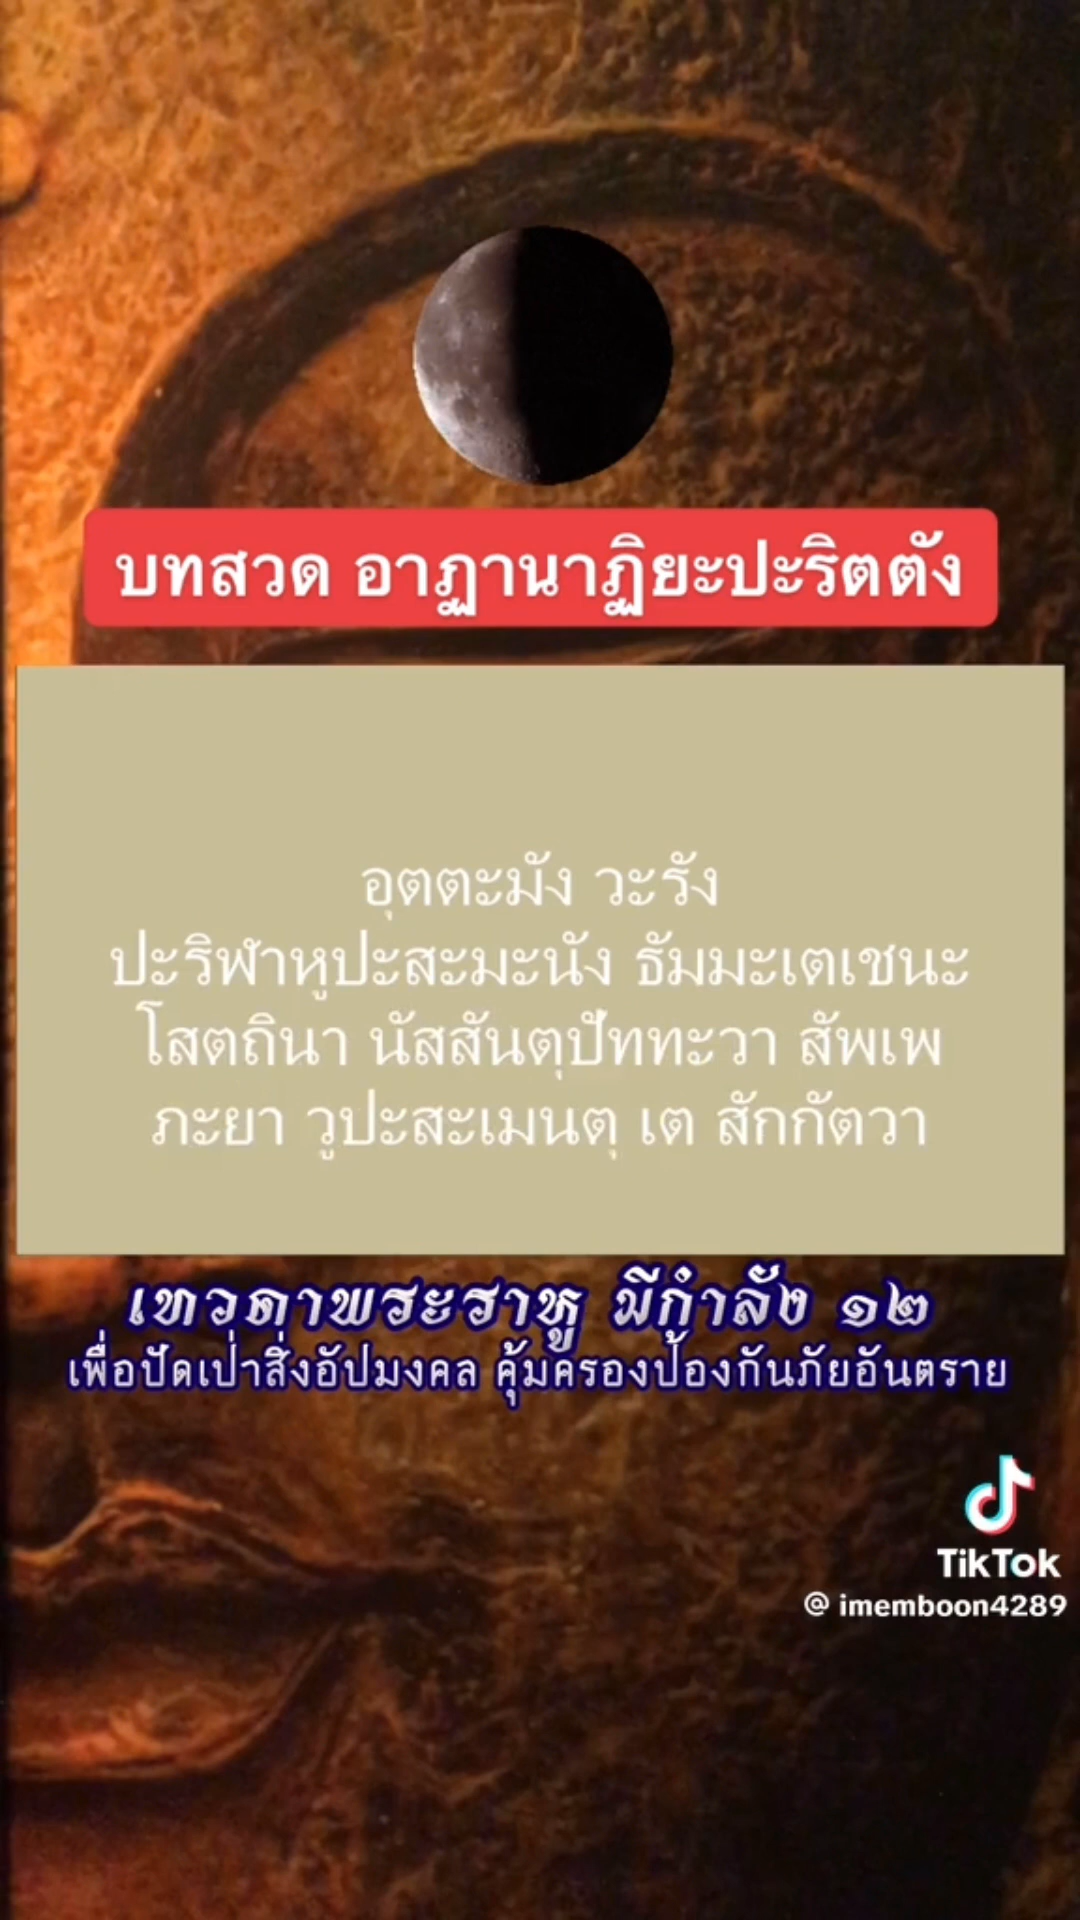 บทสวด อาฏานาฏิยะปะริตตัง
อุตตะมัง วะรัง
ปะริฬาหูปะสะมะนัง ธัมมะเตเชนะ
โสตถินา นัสสันตุปัททะวา สัพเพ
ภะยา วูปะสะเมนตุ เต สักกัตวา
เทวดาพระราหู มีกำลัง ๑๒
เพื่อปัดเป่าสิ่งอัปมงคล คุ้มครองป้องกันภัยอันตราย
TikTok
@ imemboon4289